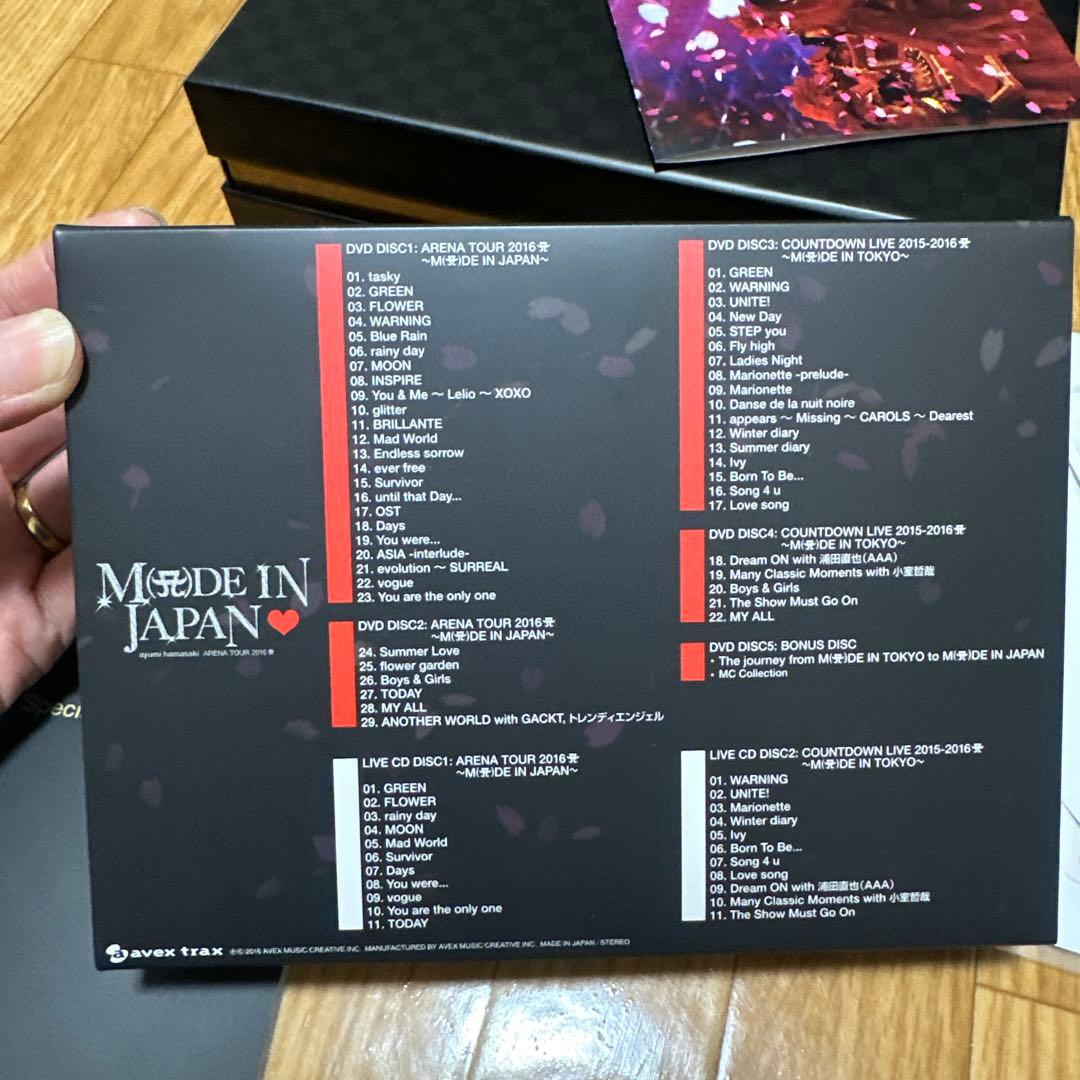 DVD DISC1: ARENA TOUR 2016 A
~M(A)DE IN JAPAN~
01. tasky
02. GREEN
03. FLOWER
04. WARNING
05. Blue Rain
06. rainy day
07. MOON
08. INSPIRE
09. You & Me ~ Lelio ~ XOXO
10. glitter
11. BRILLANTE
12. Mad World
13. Endless sorrow
14. ever free
15. Survivor
16. until that Day...
17. OST
18. Days
19. You were...
20. ASIA -interlude-
21. evolution ~ SURREAL
22. vogue
23. You are the only one
DVD DISC2: ARENA TOUR 2016 A
~M(A)DE IN JAPAN~
24. Summer Love
25. flower garden
26. Boys & Girls
27. TODAY
28. MY ALL
29. ANOTHER WORLD with GACKT, トレンディエンジェル
LIVE CD DISC1: ARENA TOUR 2016 A
~M(A)DE IN JAPAN~
01. GREEN
02. FLOWER
03. rainy day
04. MOON
05. Mad World
06. Survivor
07. Days
08. You were...
09. vogue
10. You are the only one
11. TODAY
DVD DISC3: COUNTDOWN LIVE 2015-2016 A
~M(A)DE IN TOKYO~
01. GREEN
02. WARNING
03. UNITE!
04. New Day
05. STEP you
06. Fly high
07. Ladies Night
08. Marionette -prelude-
09. Marionette
10. Danse de la nuit noire
11. appears ~ Missing ~ CAROLS ~ Dearest
12. Winter diary
13. Summer diary
14. Ivy
15. Born To Be...
16. Song 4 u
17. Love song
DVD DISC4: COUNTDOWN LIVE 2015-2016 A
~M(A)DE IN TOKYO~
18. Dream ON with 浦田直也(AAA)
19. Many Classic Moments with 小室哲哉
20. Boys & Girls
21. The Show Must Go On
22. MY ALL
DVD DISC5: BONUS DISC
・The journey from M(A)DE IN TOKYO to M(A)DE IN JAPAN
・MC Collection
LIVE CD DISC2: COUNTDOWN LIVE 2015-2016 A
~M(A)DE IN TOKYO~
01. WARNING
02. UNITE!
03. Marionette
04. Winter diary
05. Ivy
06. Born To Be...
07. Song 4 u
08. Love song
09. Dream ON with 浦田直也(AAA)
10. Many Classic Moments with 小室哲哉
11. The Show Must Go On
M(A)DE IN
JAPAN ❤
ayumi hamasaki ARENA TOUR 2016 A
Speci
avex trax ℗© 2016 AVEX MUSIC CREATIVE INC. MANUFACTURED BY AVEX MUSIC CREATIVE INC. MADE IN JAPAN / STEREO